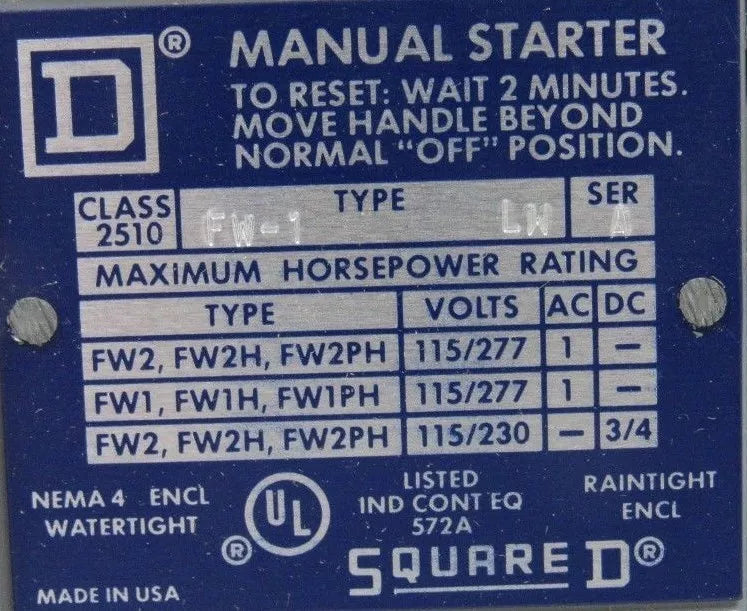 D®
MANUAL STARTER
TO RESET: WAIT 2 MINUTES.
MOVE HANDLE BEYOND
NORMAL "OFF" POSITION.
CLASS 2510 TYPE FW-1 LW SER A
MAXIMUM HORSEPOWER RATING
TYPE VOLTS AC DC
FW2, FW2H, FW2PH 115/277 1 –
FW1, FW1H, FW1PH 115/277 1 –
FW2, FW2H, FW2PH 115/230 – 3/4
NEMA 4 ENCL
WATERTIGHT
UL®
LISTED
IND CONT EQ
572A
RAINTIGHT
ENCL
SQUARE D®
MADE IN USA